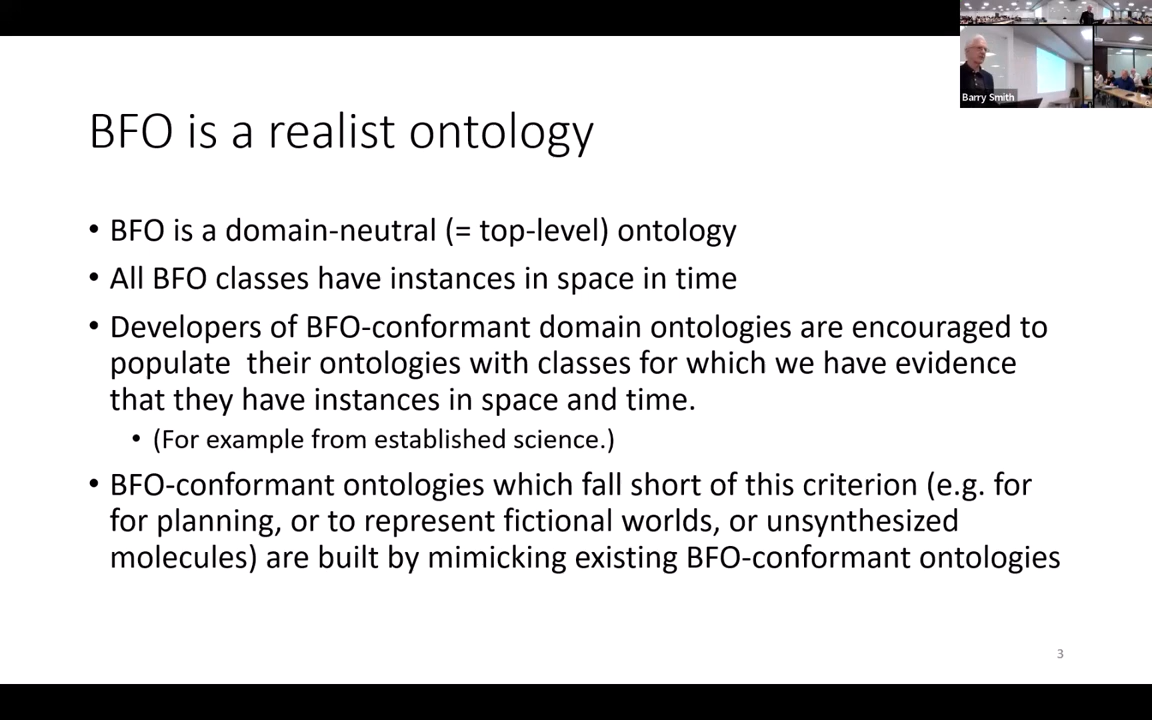 Barry Smith
BFO is a realist ontology
• BFO is a domain-neutral (= top-level) ontology
• All BFO classes have instances in space in time
• Developers of BFO-conformant domain ontologies are encouraged to
populate  their ontologies with classes for which we have evidence
that they have instances in space and time.
• (For example from established science.)
• BFO-conformant ontologies which fall short of this criterion (e.g. for
for planning, or to represent fictional worlds, or unsynthesized
molecules) are built by mimicking existing BFO-conformant ontologies
3